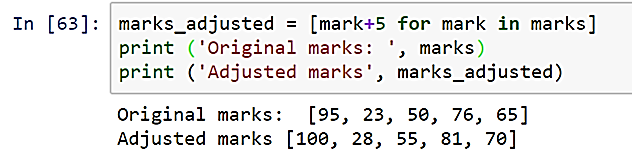 In [63]: marks_adjusted = [mark+5 for mark in marks]
print ('Original marks: ', marks)
print ('Adjusted marks', marks_adjusted)
Original marks:  [95, 23, 50, 76, 65]
Adjusted marks [100, 28, 55, 81, 70]